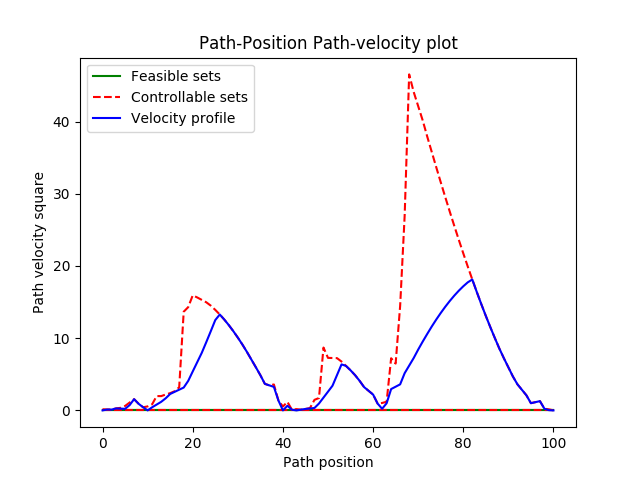 Path-Position Path-velocity plot
Feasible sets
Controllable sets
Velocity profile
Path velocity square
40
30
20
10
0
0 20 40 60 80 100
Path position